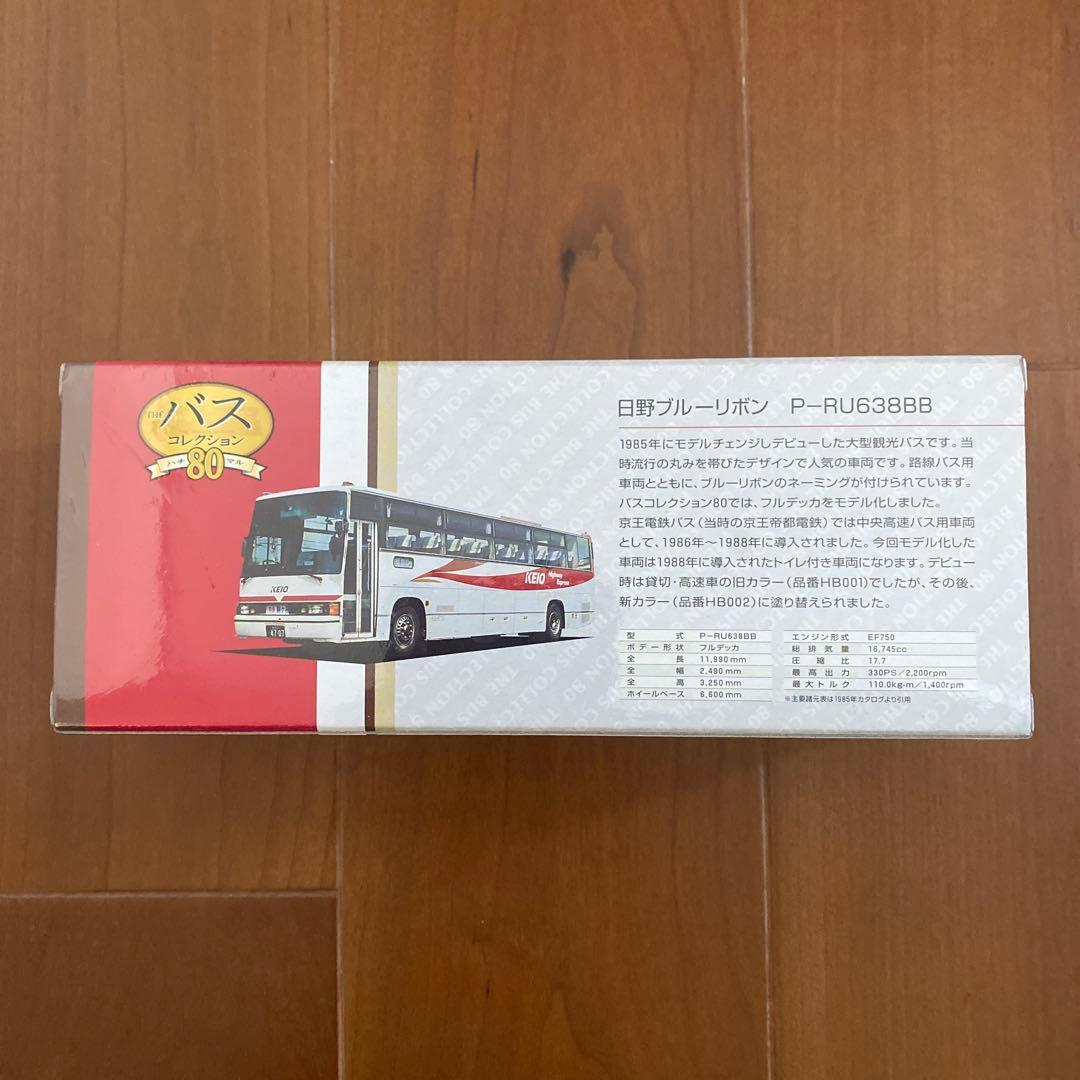 THE バス
コレクション
ハチ 80 マル
日野ブルーリボン P-RU638BB
1985年にモデルチェンジしデビューした大型観光バスです。当
時流行の丸みを帯びたデザインで人気の車両です。路線バス用
車両とともに、ブルーリボンのネーミングが付けられています。
バスコレクション80では、フルデッカをモデル化しました。
京王電鉄バス(当時の京王帝都電鉄)では中央高速バス用車両
として、1986年～1988年に導入されました。今回モデル化した
車両は1988年に導入されたトイレ付き車両になります。デビュー
時は貸切・高速車の旧カラー(品番HB001)でしたが、その後、
新カラー(品番HB002)に塗り替えられました。
型式 P-RU638BB
ボデー形状 フルデッカ
全長 11,990mm
全幅 2,490mm
全高 3,250mm
ホイールベース 6,600mm
エンジン形式 EF750
総排気量 16,745cc
圧縮比 17.7
最高出力 330PS/2,200rpm
最大トルク 110.0kg-m/1,400rpm
※主要諸元表は1985年カタログより引用
KEIO
Highway
Express
KEIO
47 07